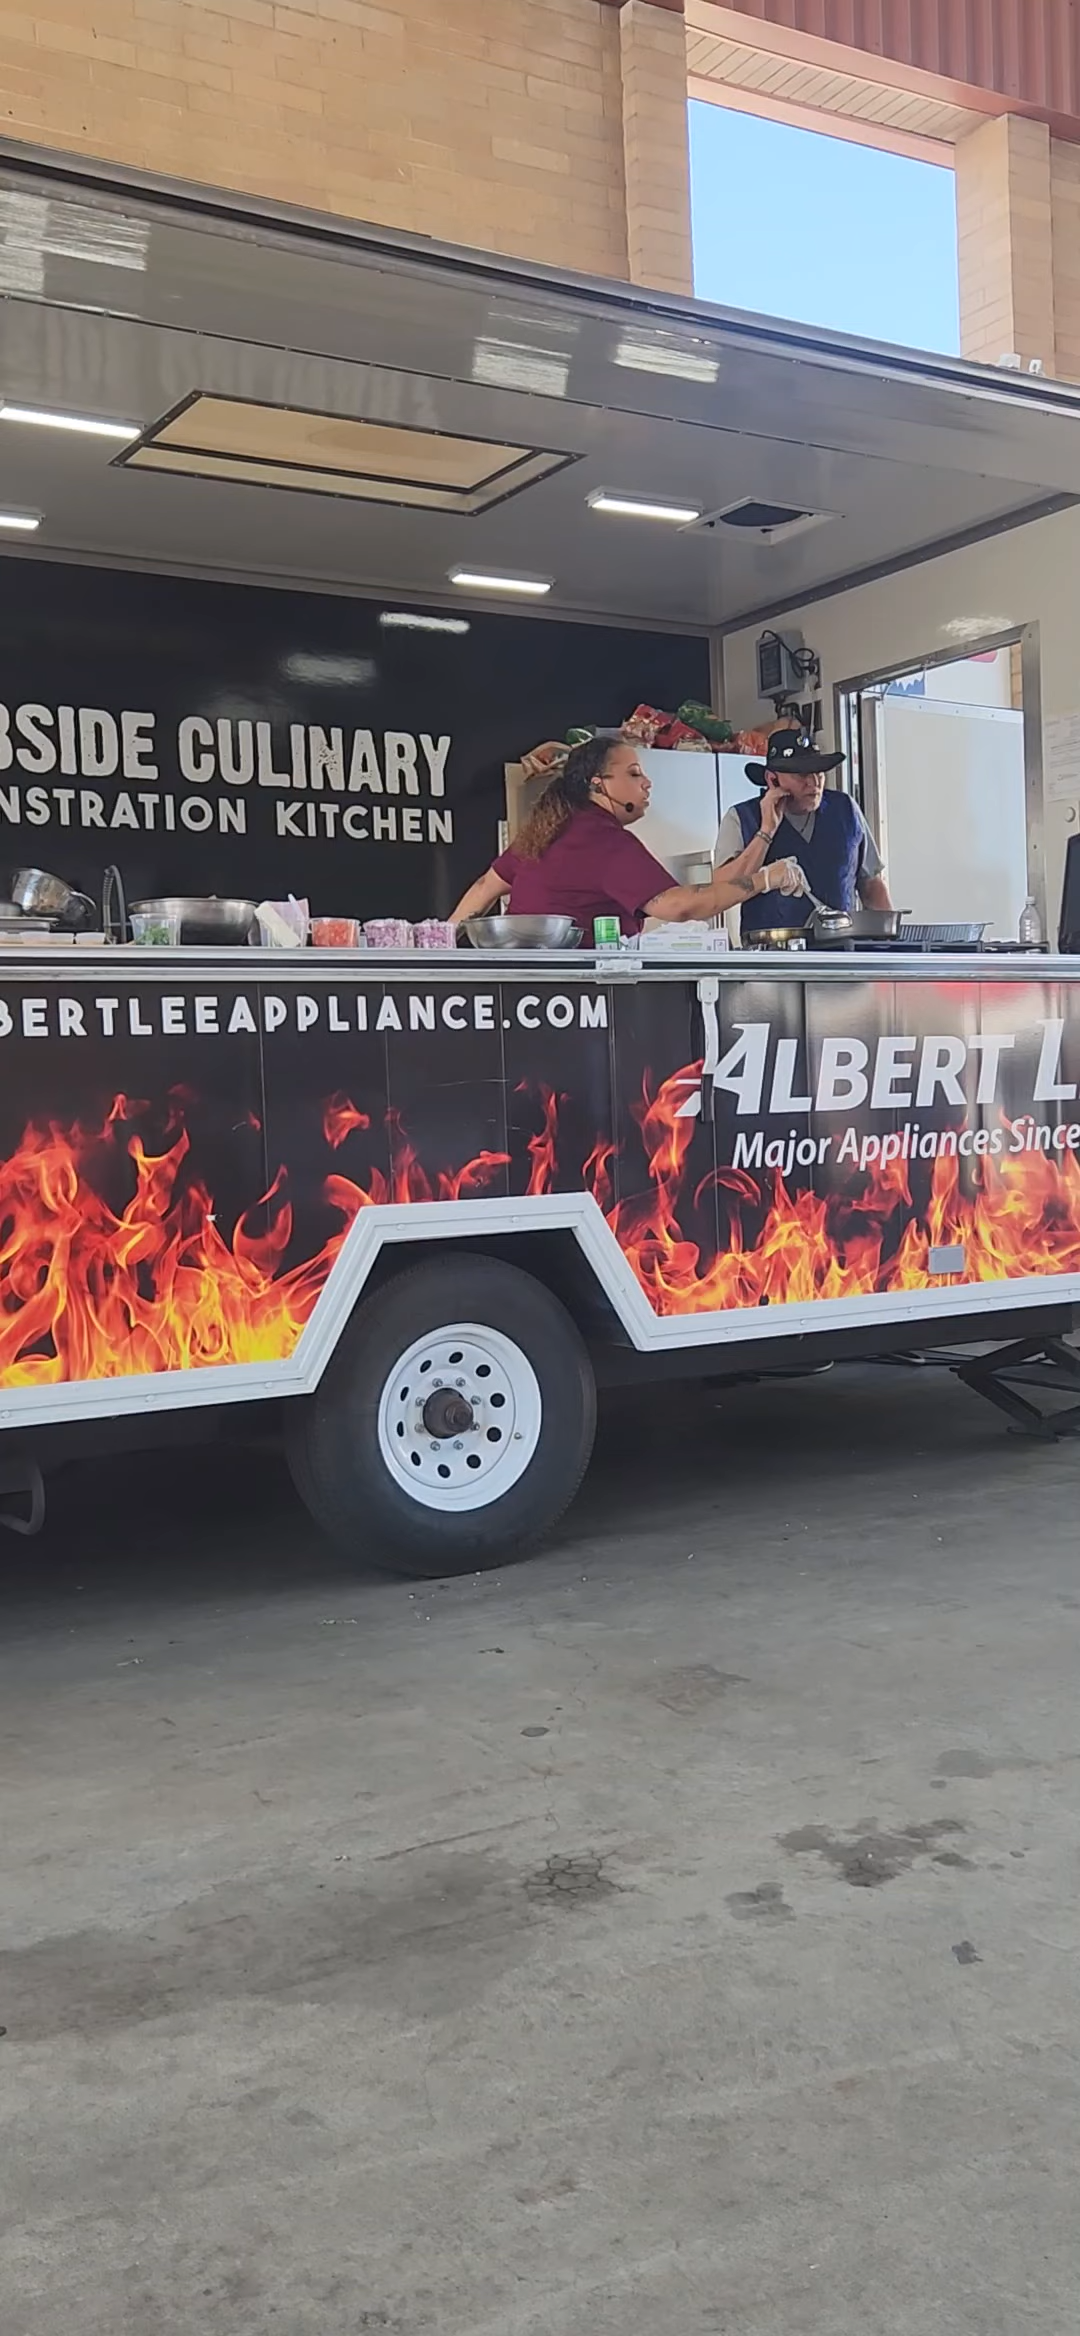 BSIDE CULINARY
NSTRATION KITCHEN
BERTLEEAPPLIANCE.COM
ALBERT L
Major Appliances Since